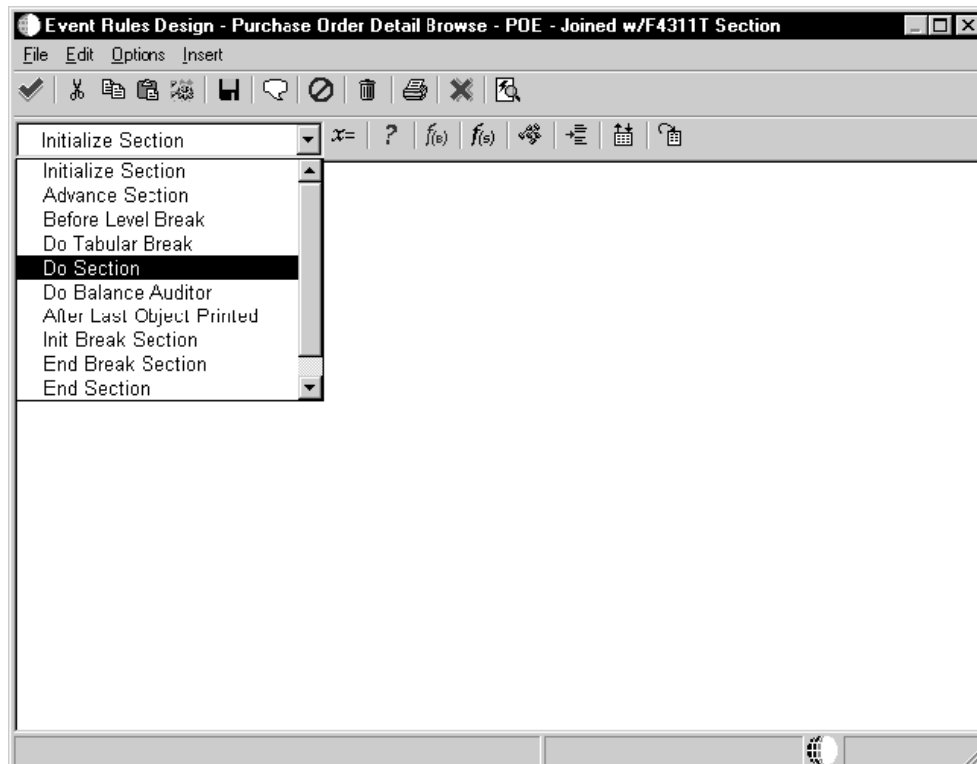 Event Rules Design - Purchase Order Detail Browse - POE - Joined w/F4311T Section
File Edit Options Insert
Initialize Section x= ? f(B) f(s)
Initialize Section
Advance Section
Before Level Break
Do Tabular Break
Do Section
Do Balance Auditor
After Last Object Printed
Init Break Section
End Break Section
End Section